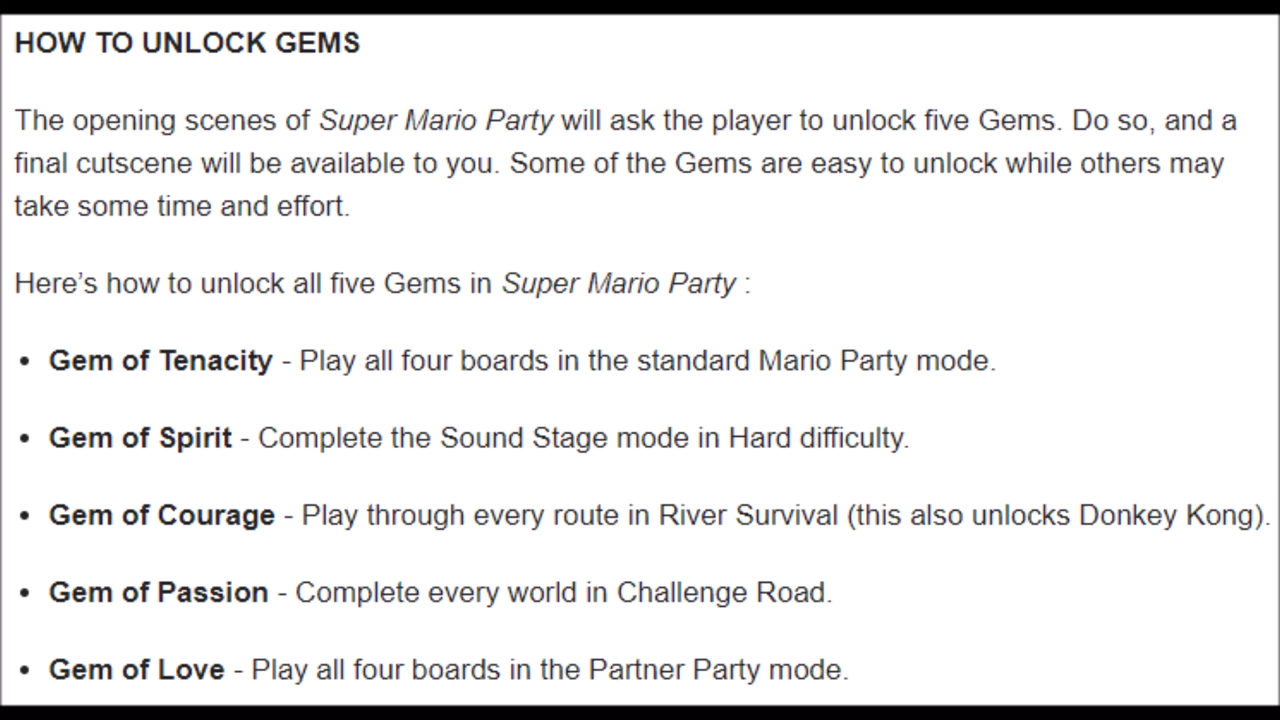 HOW TO UNLOCK GEMS
The opening scenes of Super Mario Party will ask the player to unlock five Gems. Do so, and a
final cutscene will be available to you. Some of the Gems are easy to unlock while others may
take some time and effort.
Here’s how to unlock all five Gems in Super Mario Party :
• Gem of Tenacity - Play all four boards in the standard Mario Party mode.
• Gem of Spirit - Complete the Sound Stage mode in Hard difficulty.
• Gem of Courage - Play through every route in River Survival (this also unlocks Donkey Kong).
• Gem of Passion - Complete every world in Challenge Road.
• Gem of Love - Play all four boards in the Partner Party mode.